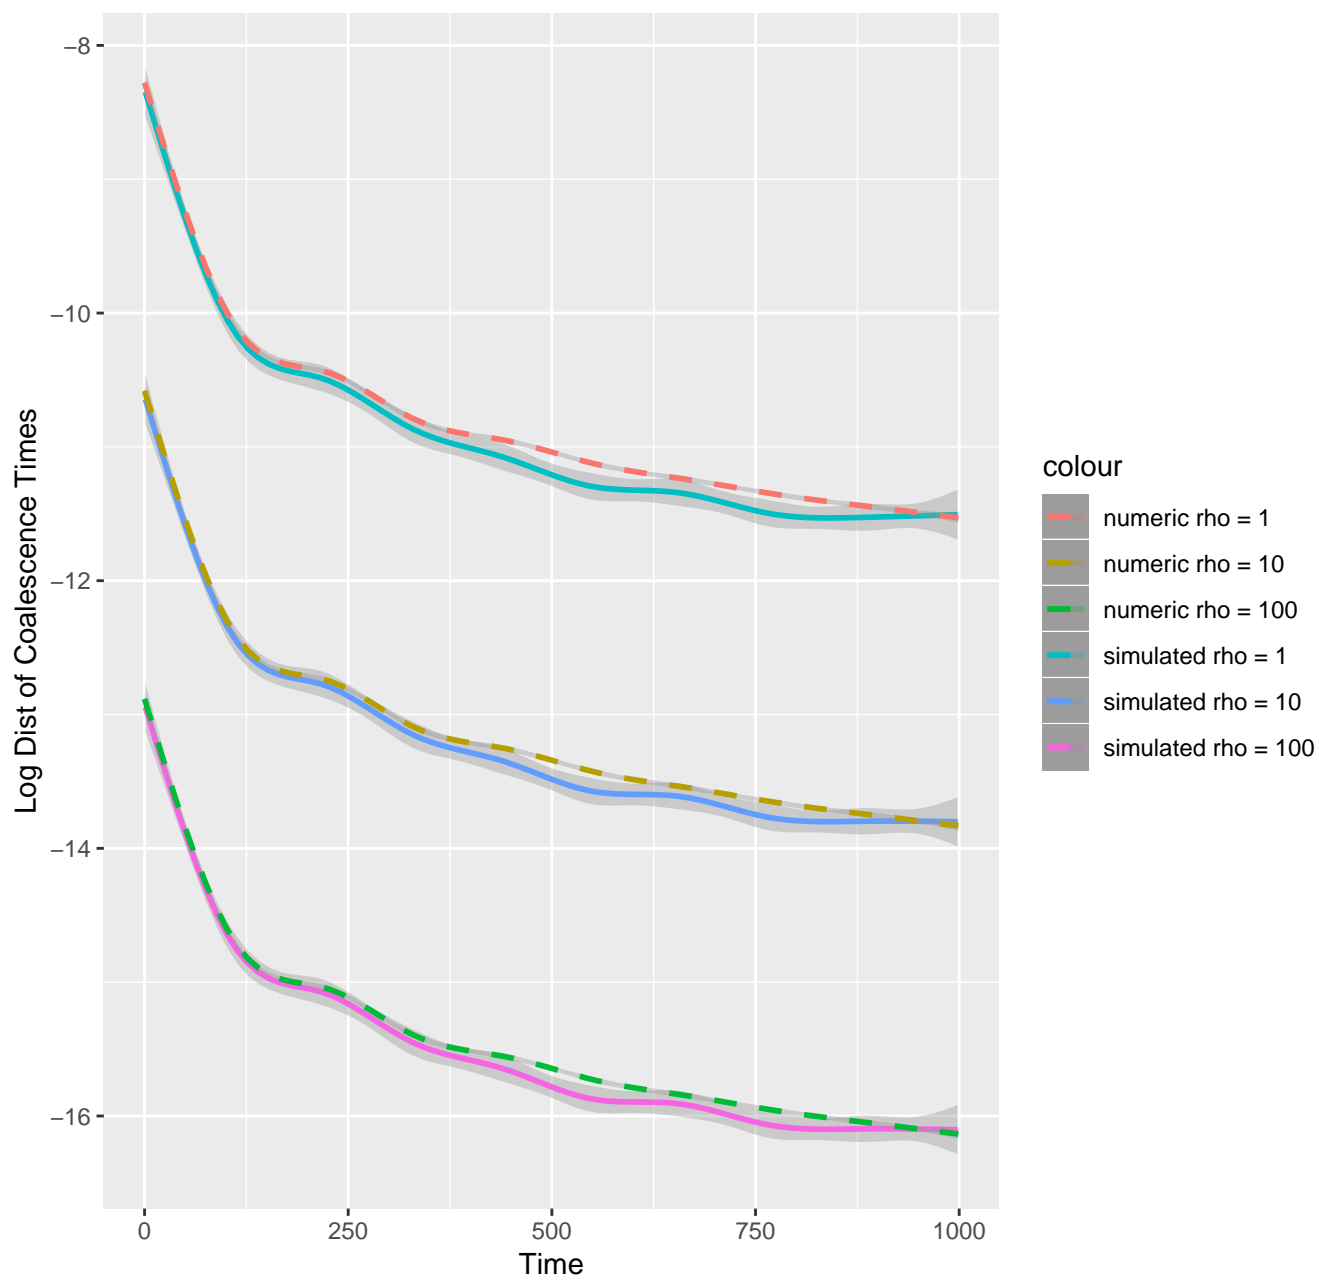 Log Dist of Coalescence Times
−8
−10
−12
−14
−16
0 250 500 750 1000
Time
colour
numeric rho = 1
numeric rho = 10
numeric rho = 100
simulated rho = 1
simulated rho = 10
simulated rho = 100